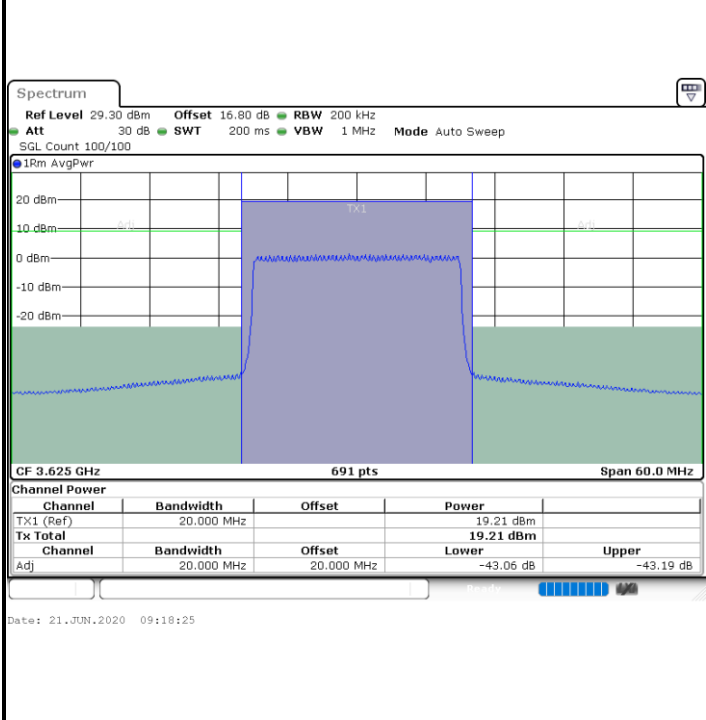 Spectrum
Ref Level 29.30 dBm Offset 16.80 dB RBW 200 kHz
Att 30 dB SWT 200 ms VBW 1 MHz Mode Auto Sweep
SGL Count 100/100
1Rm AvgPwr
20 dBm
TX1
Adj Adj
10 dBm
0 dBm
-10 dBm
-20 dBm
CF 3.625 GHz 691 pts Span 60.0 MHz
Channel Power
Channel Bandwidth Offset Power
TX1 (Ref) 20.000 MHz 19.21 dBm
Tx Total 19.21 dBm
Channel Bandwidth Offset Lower Upper
Adj 20.000 MHz 20.000 MHz -43.06 dB -43.19 dB
Ready
Date: 21.JUN.2020 09:18:25